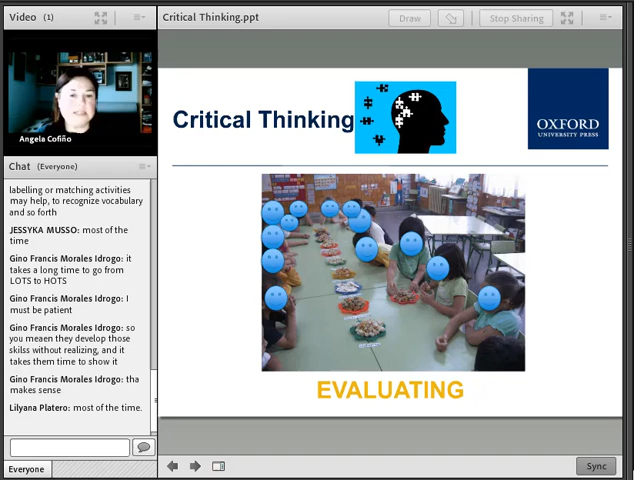 Video (1)
Angela Cofiño
Chat (Everyone)
labelling or matching activities
may help, to recognize vocabulary
and so forth
JESSYKA MUSSO: most of the
time
Gino Francis Morales Idrogo: it
takes a long time to go from
LOTS to HOTS
Gino Francis Morales Idrogo: I
must be patient
Gino Francis Morales Idrogo: so
you meaen they develop those
skilss without realizing, and it
takes them time to show it
Gino Francis Morales Idrogo: tha
makes sense
Lilyana Platero: most of the time.
Everyone
Critical Thinking.ppt
Draw
Stop Sharing
Critical Thinking
OXFORD
UNIVERSITY PRESS
EVALUATING
Sync